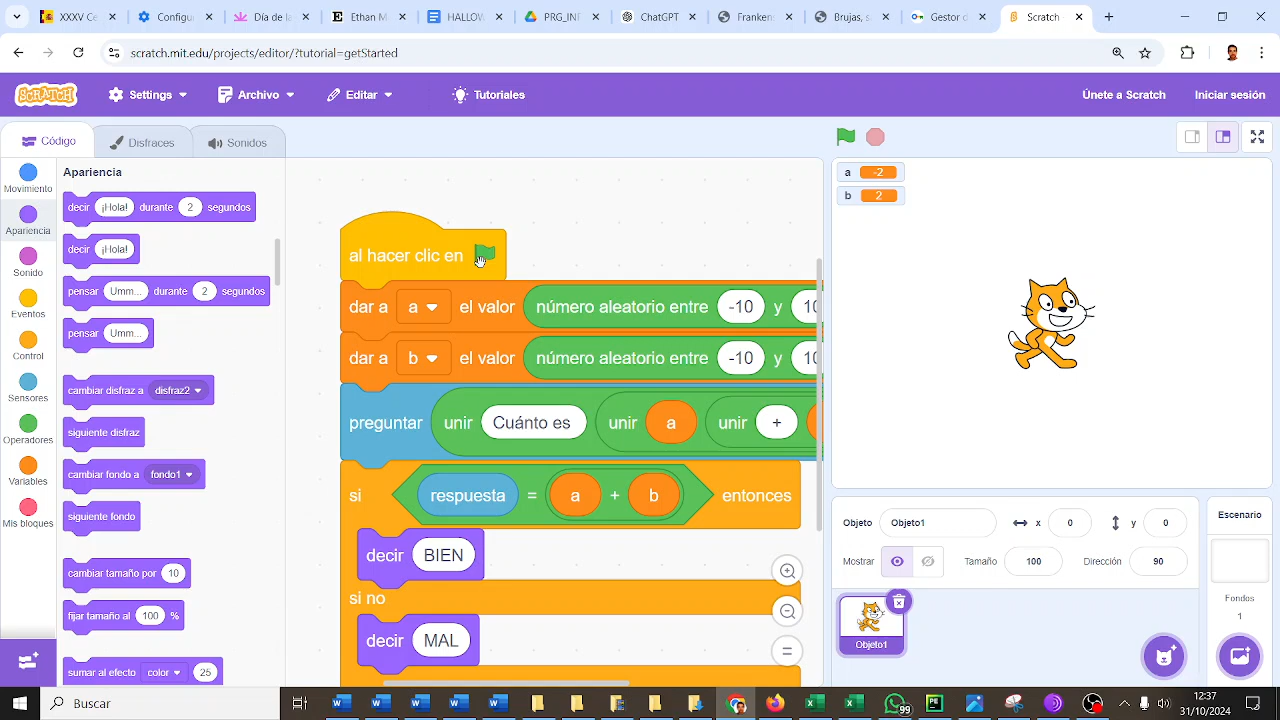 XXXV C
Configu
Día de la
Ethan M
HALLOV
PRG_INF
ChatGPT
Franken
Brujas, s
Gestor d
Scratch
scratch.mit.edu/projects/editor/?tutorial=getStarted
SCRATCH
Settings
Archivo
Editar
Tutoriales
Únete a Scratch
Iniciar sesión
Código
Disfraces
Sonidos
Movimiento
Apariencia
Sonido
Eventos
Control
Sensores
Operadores
Variables
Mis bloques
Apariencia
decir ¡Hola! durante 2 segundos
decir ¡Hola!
pensar Umm... durante 2 segundos
pensar Umm...
cambiar disfraz a disfraz2
siguiente disfraz
cambiar fondo a fondo1
siguiente fondo
cambiar tamaño por 10
fijar tamaño al 100 %
sumar al efecto color 25
al hacer clic en
dar a a el valor número aleatorio entre -10 y 10
dar a b el valor número aleatorio entre -10 y 10
preguntar unir Cuánto es unir a unir +
si respuesta = a + b entonces
decir BIEN
si no
decir MAL
a -2
b 2
Objeto Objeto1 x 0 y 0
Mostrar Tamaño 100 Dirección 90
Objeto1
Escenario
Fondos
1
Buscar
99
12:37
31/10/2024